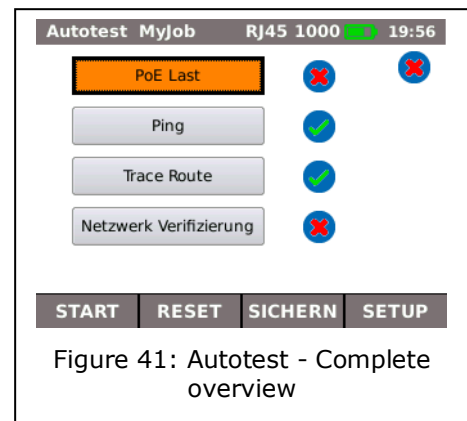 Autotest MyJob RJ45 1000 19:56
PoE Last
Ping
Trace Route
Netzwerk Verifizierung
START RESET SICHERN SETUP
Figure 41: Autotest - Complete
overview